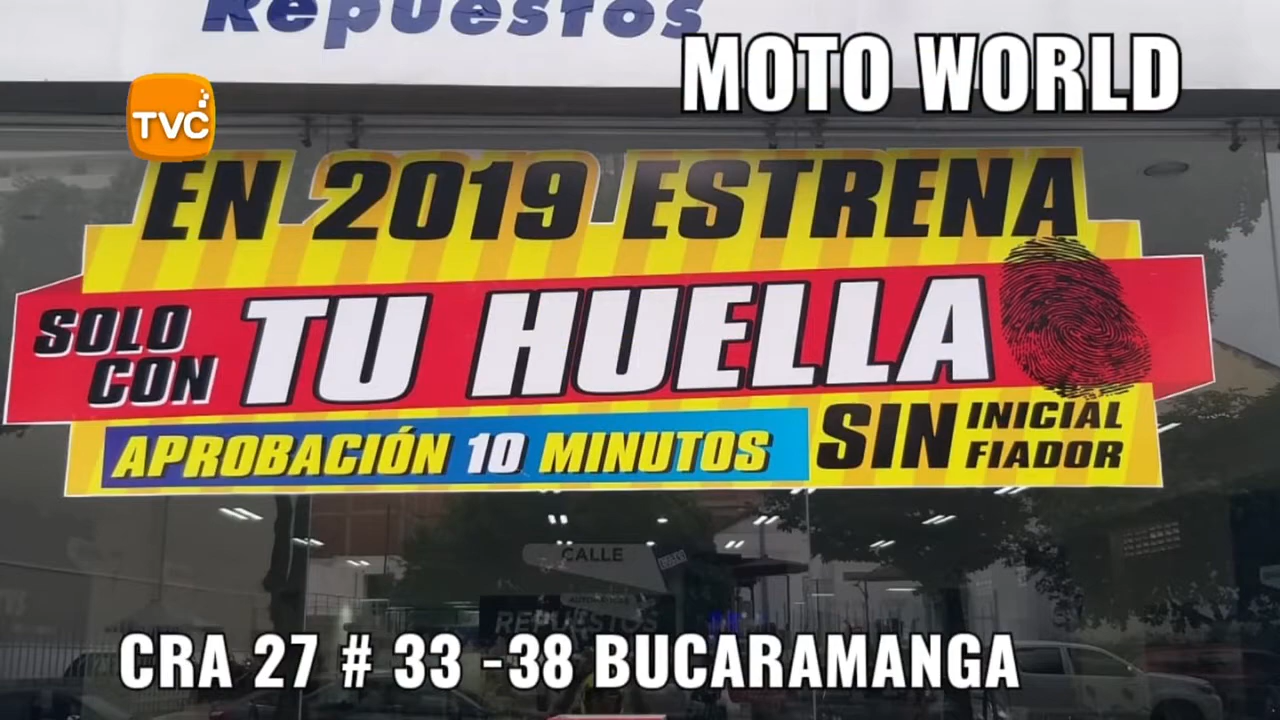 Repuestos
MOTO WORLD
TVC
EN 2019 ESTRENA
SOLO CON TU HUELLA
APROBACIÓN 10 MINUTOS SIN INICIAL FIADOR
CALLE
REPUESTOS
CRA 27 # 33 -38 BUCARAMANGA